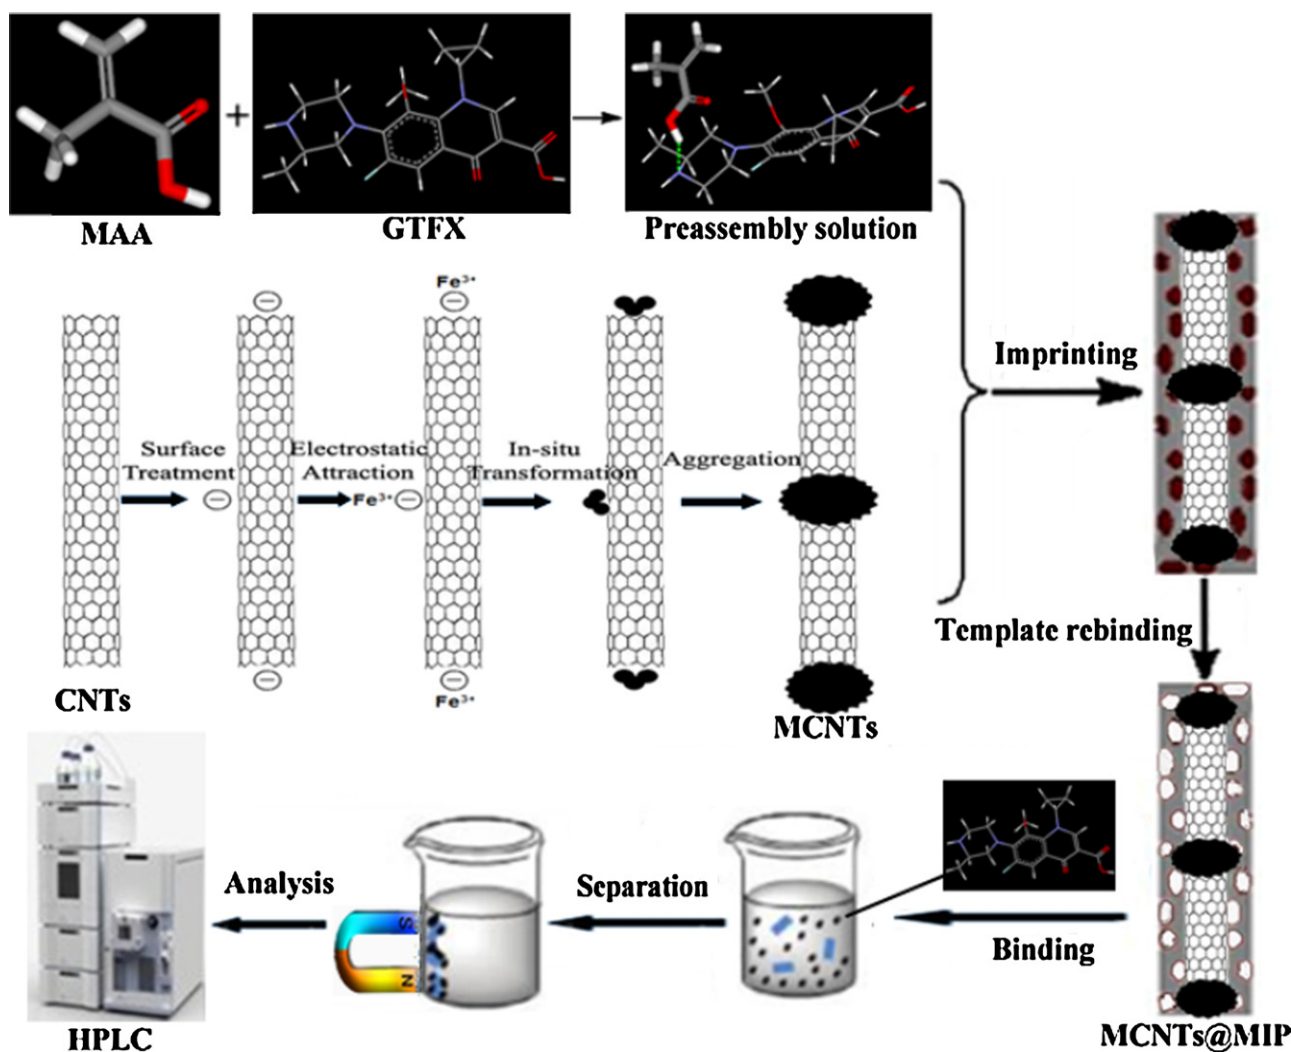 +
MAA
GTFX
Preassembly solution
Fe³⁺
Imprinting
Surface
Treatment
Electrostatic
Attraction
In-situ
Transformation
Aggregation
Fe³⁺
Fe³⁺
CNTs
MCNTs
Template rebinding
Analysis
Separation
Binding
S
N
HPLC
MCNTs@MIP